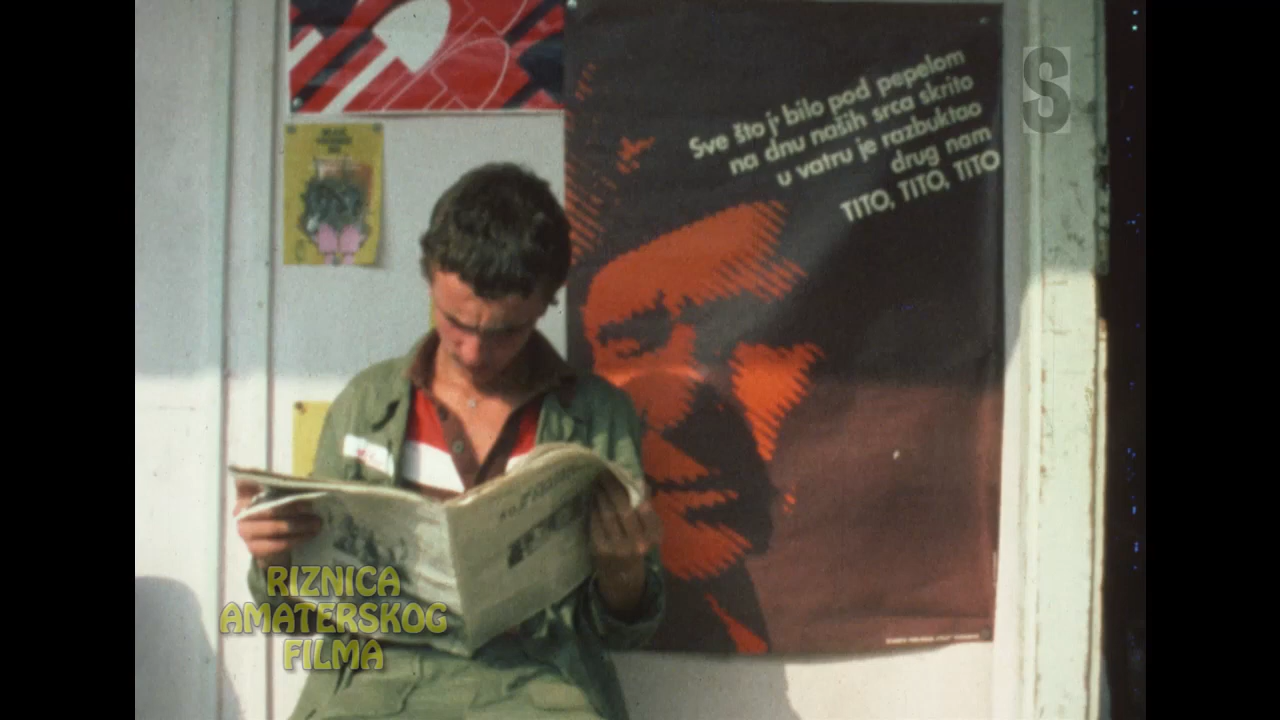 Sve što je bilo pod pepelom
na dnu naših srca skrito
u vatru je razbuktao
drug nam
TITO, TITO, TITO
S
RIZNICA
AMATERSKOG
FILMA